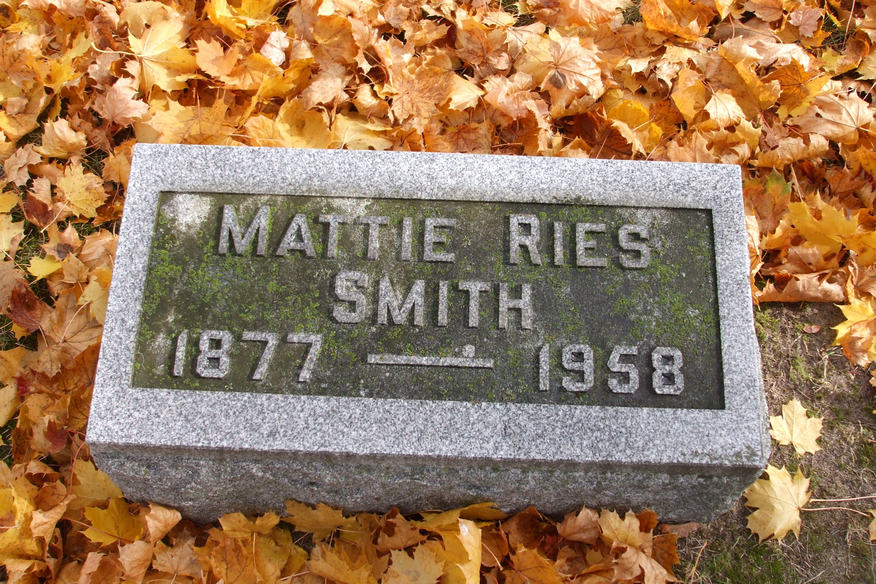 MATTIE RIES
SMITH
1877 — 1958